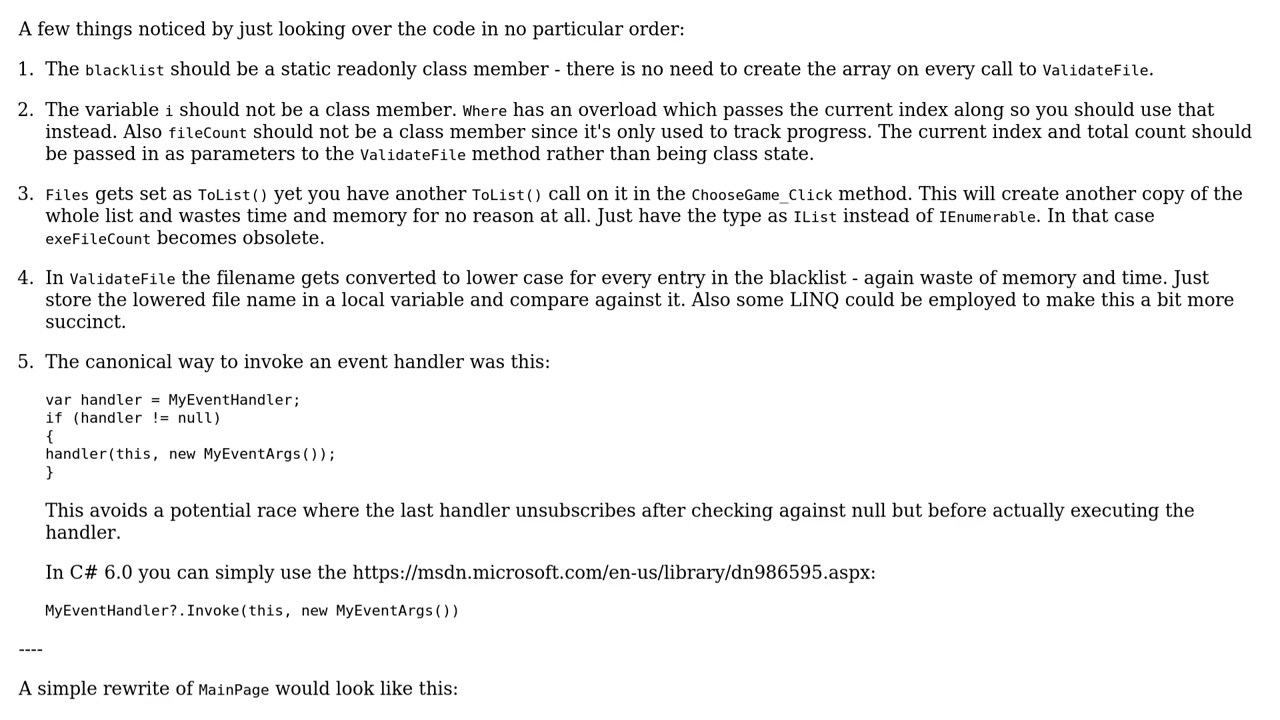 A few things noticed by just looking over the code in no particular order:
1. The blacklist should be a static readonly class member - there is no need to create the array on every call to ValidateFile.
2. The variable i should not be a class member. Where has an overload which passes the current index along so you should use that
instead. Also fileCount should not be a class member since it's only used to track progress. The current index and total count should
be passed in as parameters to the ValidateFile method rather than being class state.
3. Files gets set as ToList() yet you have another ToList() call on it in the ChooseGame_Click method. This will create another copy of the
whole list and wastes time and memory for no reason at all. Just have the type as IList instead of IEnumerable. In that case
exeFileCount becomes obsolete.
4. In ValidateFile the filename gets converted to lower case for every entry in the blacklist - again waste of memory and time. Just
store the lowered file name in a local variable and compare against it. Also some LINQ could be employed to make this a bit more
succinct.
5. The canonical way to invoke an event handler was this:
var handler = MyEventHandler;
if (handler != null)
{
handler(this, new MyEventArgs());
}
This avoids a potential race where the last handler unsubscribes after checking against null but before actually executing the
handler.
In C# 6.0 you can simply use the https://msdn.microsoft.com/en-us/library/dn986595.aspx:
MyEventHandler?.Invoke(this, new MyEventArgs())
----
A simple rewrite of MainPage would look like this: